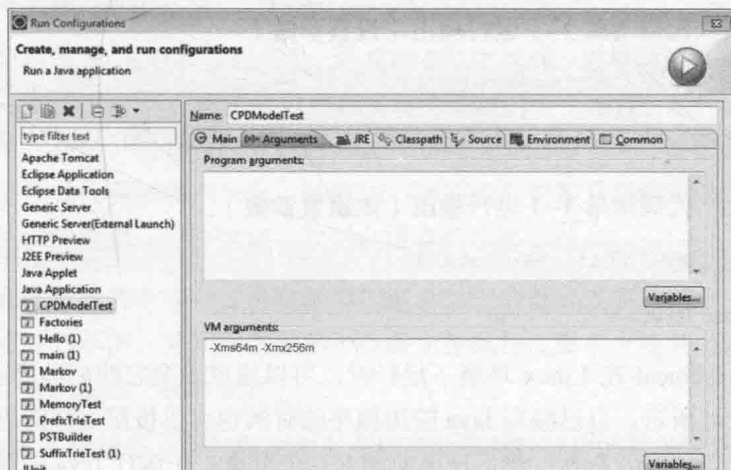 Run Configurations
Create, manage, and run configurations
Run a Java application
type filter text
Apache Tomcat
Eclipse Application
Eclipse Data Tools
Generic Server
Generic Server(External Launch)
HTTP Preview
J2EE Preview
Java Applet
Java Application
CPDModelTest
Factories
Hello (1)
main (1)
Markov
Markov (1)
MemoryTest
PrefixTrieTest
PSTBuilder
SuffixTrieTest (1)
JUnit
Name: CPDModelTest
Main Arguments JRE Classpath Source Environment Common
Program arguments:
Variables...
VM arguments:
-Xms64m -Xmx256m
Variables...